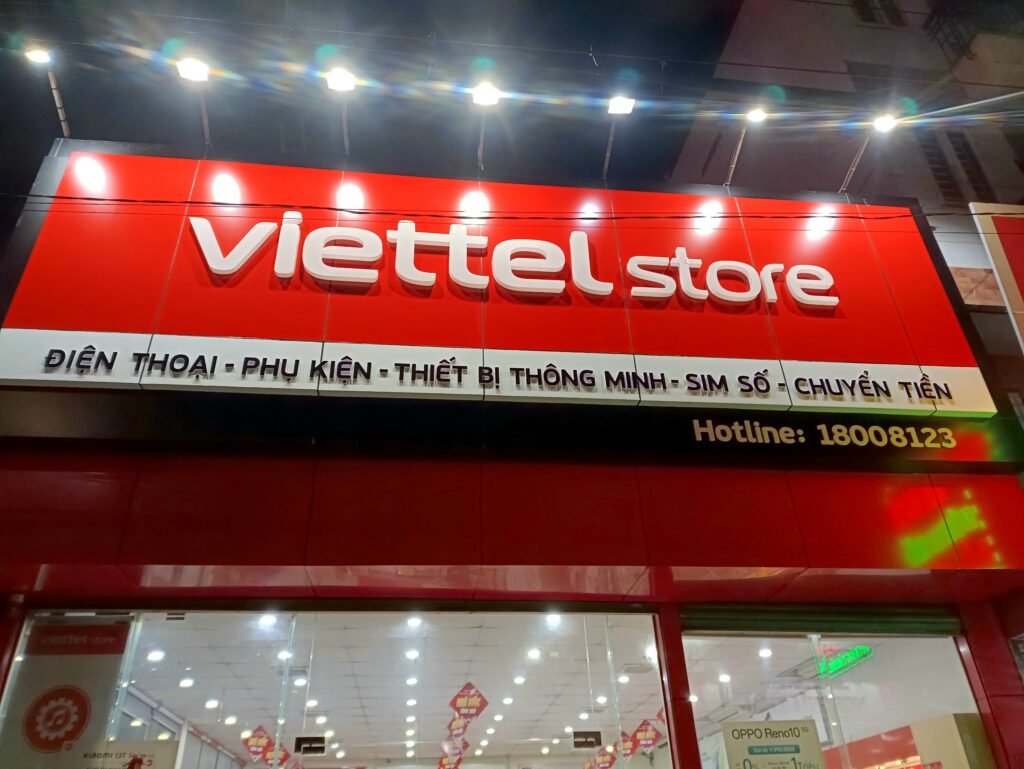 viettel store
ĐIỆN THOẠI - PHỤ KIỆN - THIẾT BỊ THÔNG MINH - SIM SỐ - CHUYỂN TIỀN
Hotline: 18008123
viettel store
OPPO Reno10 5G